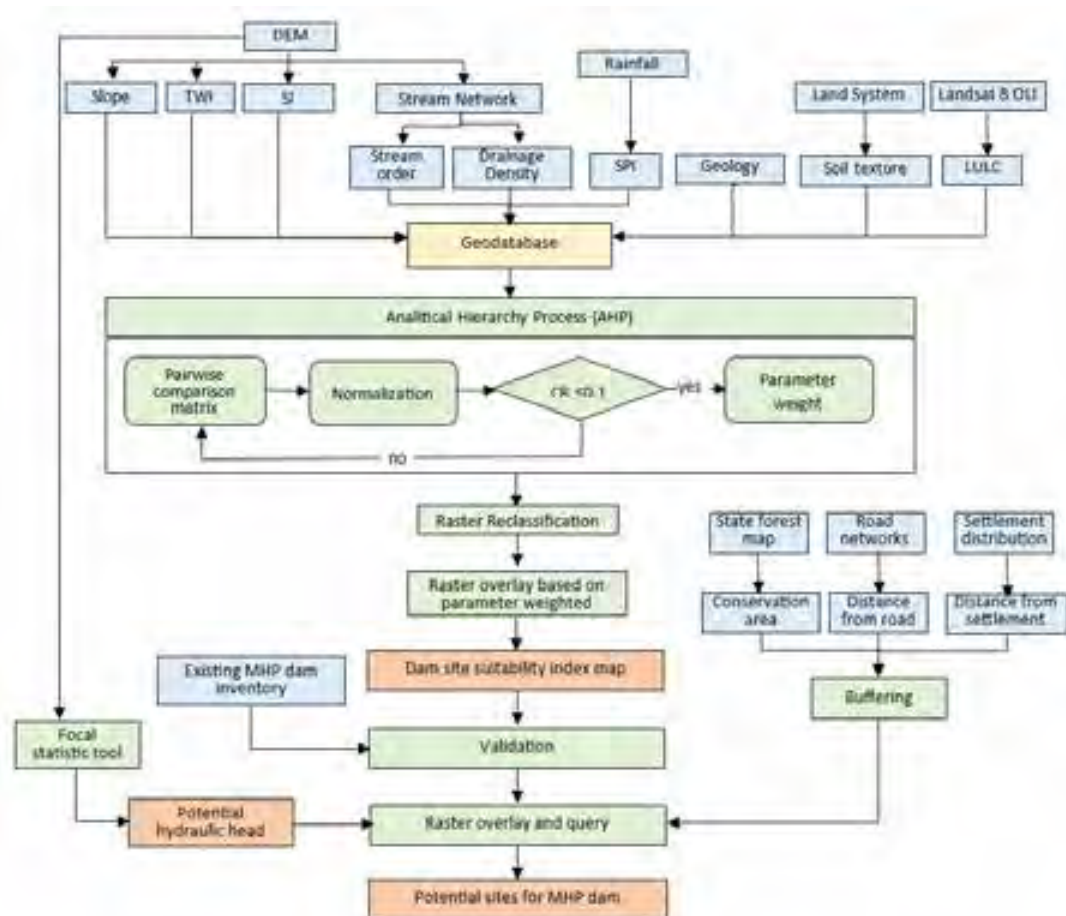 DEM
Rainfall
Slope
TWI
SI
Stream Network
Land System
Landsal 8 OLI
Stream
order
Drainage
Density
SPI
Geology
Soil texture
LULC
Geodatabase
Analitical Hierarchy Process (AHP)
Pairwise
comparison
matrix
Normalization
CR <0.1
yes
Parameter
weight
no
Raster Reclassification
State forest
map
Road
networks
Settlement
distribution
Raster overlay based on
parameter weighted
Conservation
area
Distance
from road
Distance from
settlement
Existing MHP dam
inventory
Dam site suitability index map
Buffering
Focal
statistic tool
Validation
Potential
hydraulic head
Raster overlay and query
Potential sites for MHP dam